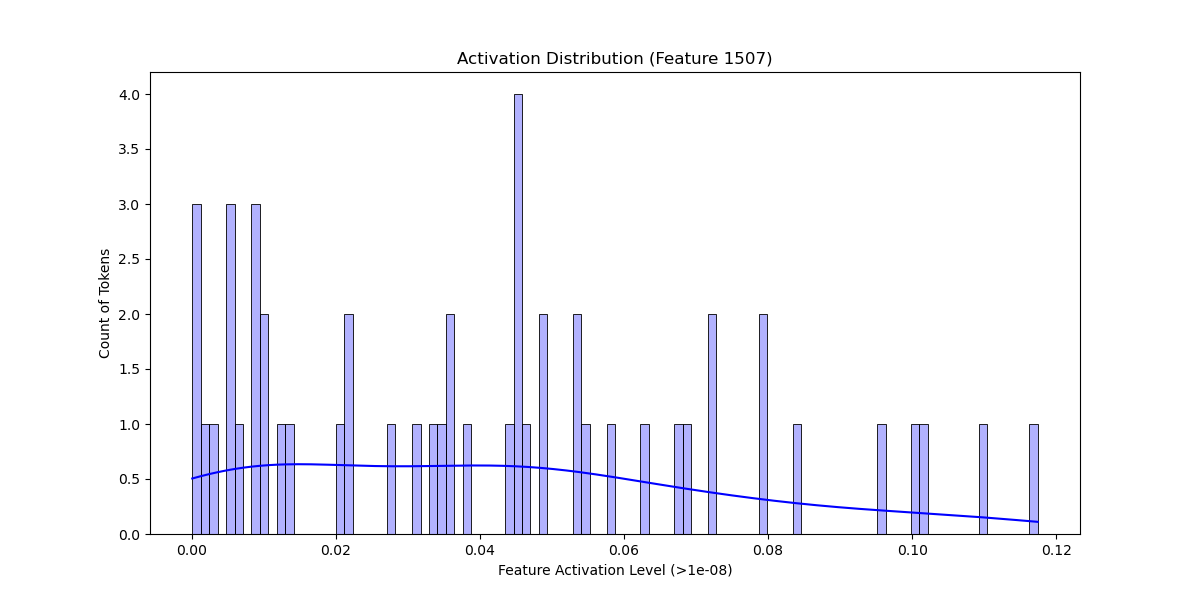 Activation Distribution (Feature 1507)
4.0
3.5
3.0
2.5
2.0
1.5
1.0
0.5
0.0
Count of Tokens
0.00 0.02 0.04 0.06 0.08 0.10 0.12
Feature Activation Level (>1e-08)